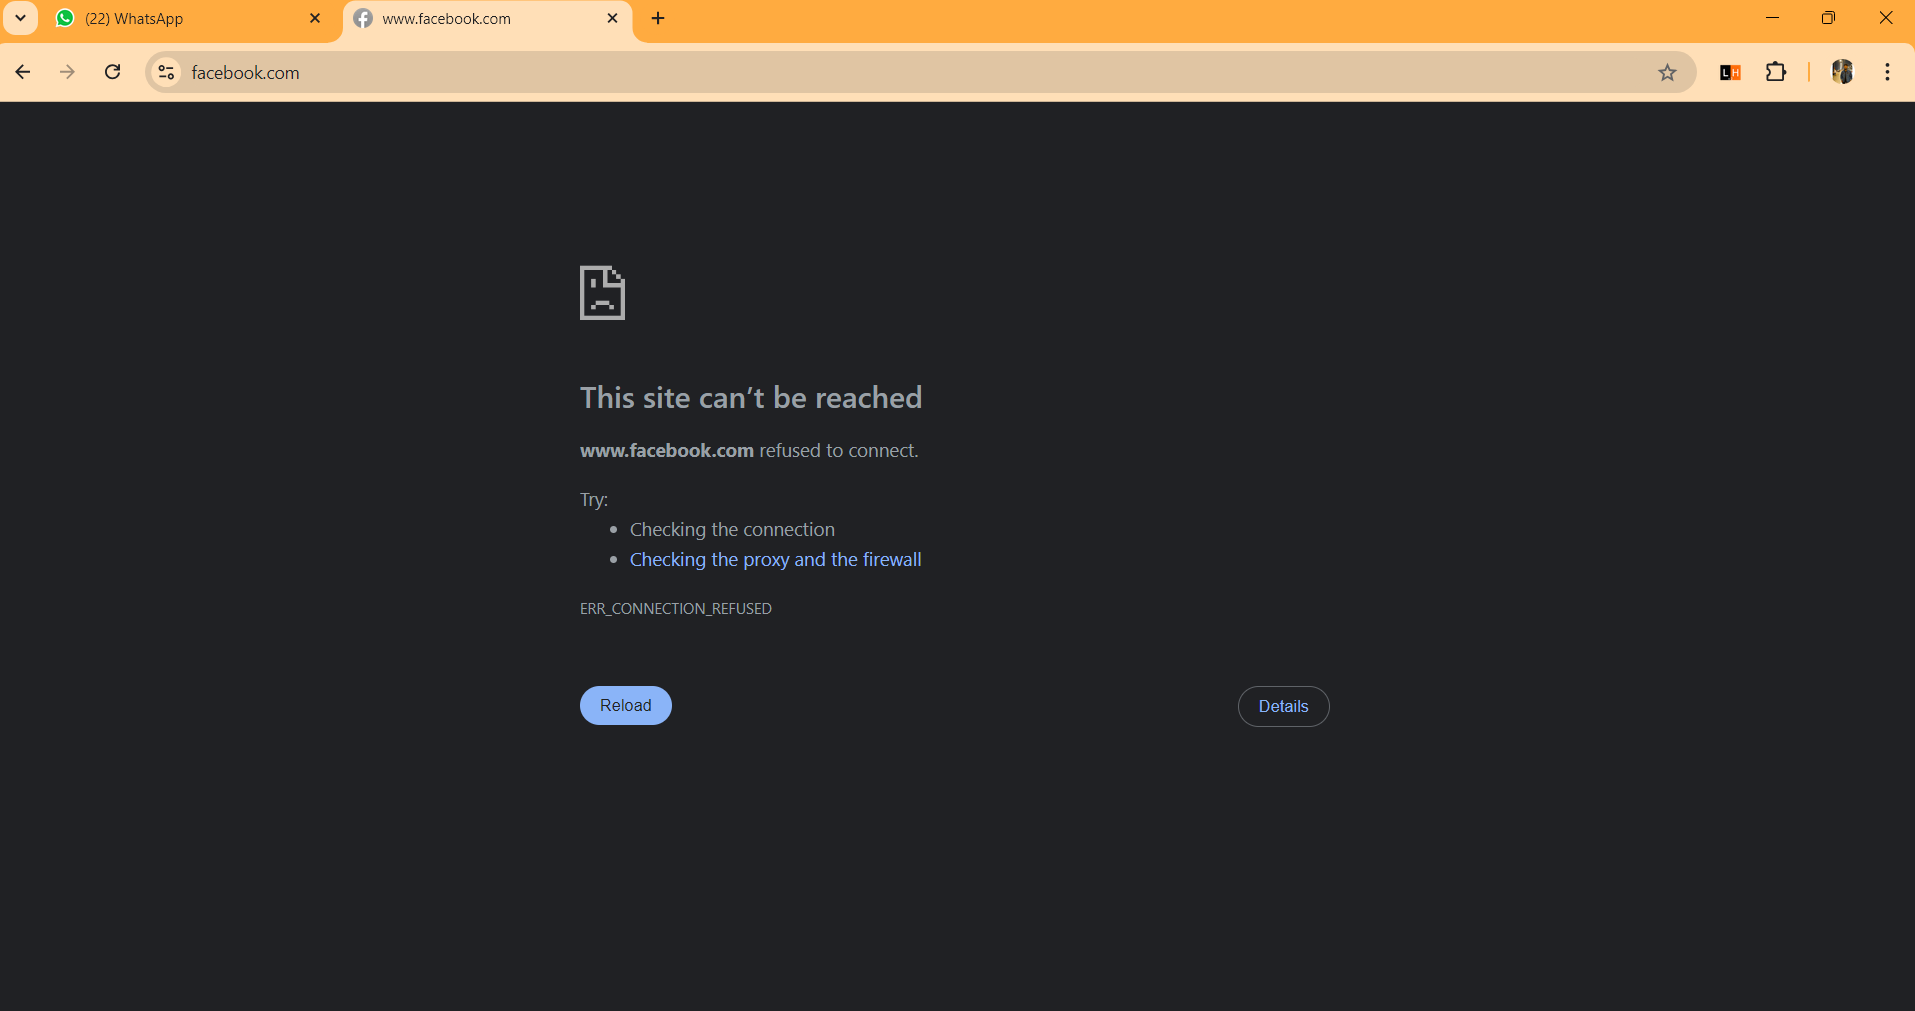 (22) WhatsApp
www.facebook.com
facebook.com
LH
This site can’t be reached
www.facebook.com refused to connect.
Try:
Checking the connection
Checking the proxy and the firewall
ERR_CONNECTION_REFUSED
Reload
Details